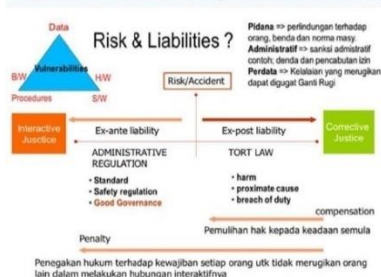 Data
Risk & Liabilities ?
Pidana => perlindungan terhadap
orang, benda dan norma masy.
Administratif => sanksi admistratif
contoh; denda dan pencabutan izin
Perdata => Kelalaian yang merugikan
dapat digugat Ganti Rugi
Vulnerabilities
B/W
H/W
Procedures
S/W
Risk/Accident
Interactive
Jusctice
Ex-ante liability
Ex-post liability
Corrective
Justice
ADMINISTRATIVE
REGULATION
TORT LAW
• Standard
• Safety regulation
• Good Governance
• harm
• proximate cause
• breach of duty
compensation
Pemulihan hak kepada keadaan semula
Penalty
Penegakan hukum terhadap kewajiban setiap orang utk tidak merugikan orang
lain dalam melakukan hubungan interaktifnya